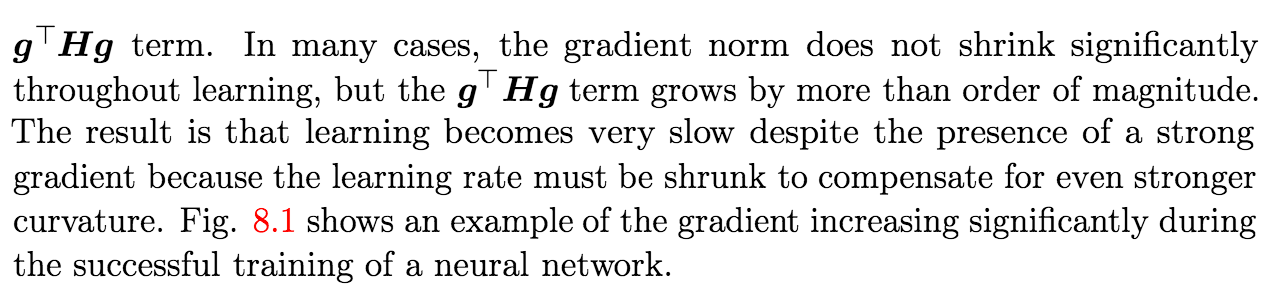 g⊤Hg term. In many cases, the gradient norm does not shrink significantly
throughout learning, but the g⊤Hg term grows by more than order of magnitude.
The result is that learning becomes very slow despite the presence of a strong
gradient because the learning rate must be shrunk to compensate for even stronger
curvature. Fig. 8.1 shows an example of the gradient increasing significantly during
the successful training of a neural network.